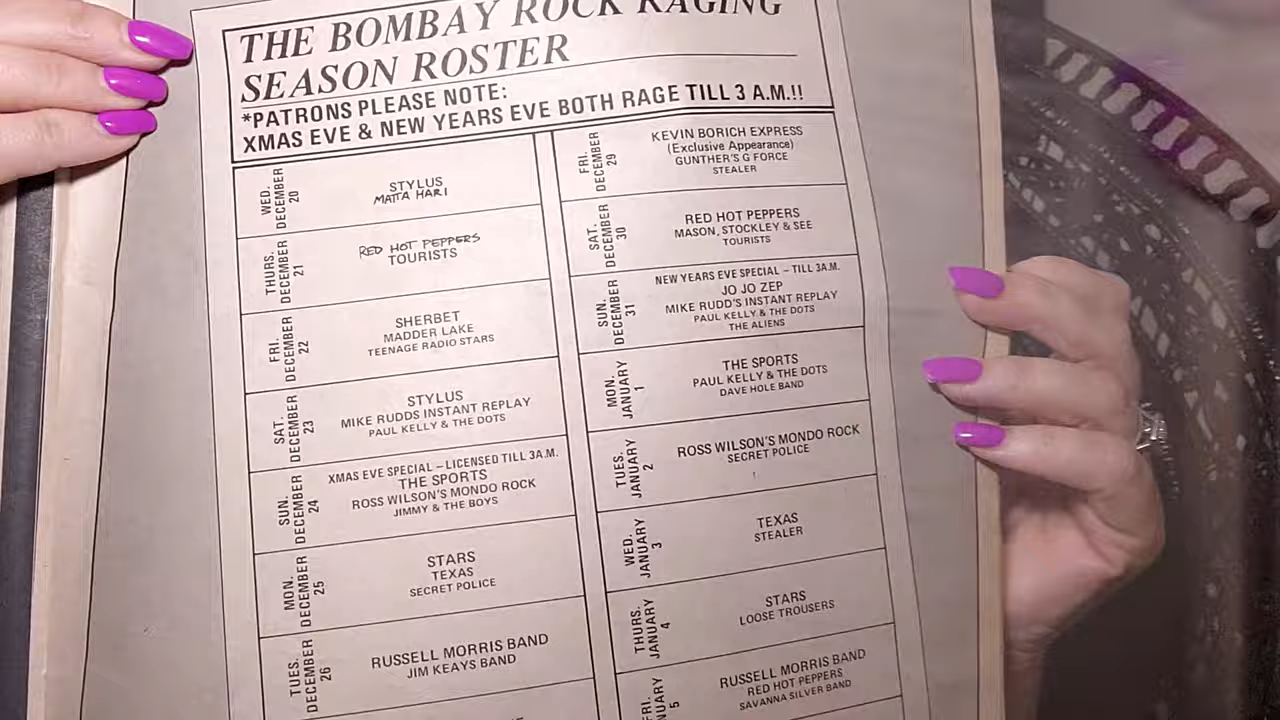 THE BOMBAY ROCK RAGING
SEASON ROSTER
*PATRONS PLEASE NOTE:
XMAS EVE & NEW YEARS EVE BOTH RAGE TILL 3 A.M.!!
WED.
DECEMBER
20
STYLUS
MATTA HARI
THURS.
DECEMBER
21
RED HOT PEPPERS
TOURISTS
FRI.
DECEMBER
22
SHERBET
MADDER LAKE
TEENAGE RADIO STARS
SAT.
DECEMBER
23
STYLUS
MIKE RUDDS INSTANT REPLAY
PAUL KELLY & THE DOTS
SUN.
DECEMBER
24
XMAS EVE SPECIAL – LICENSED TILL 3A.M.
THE SPORTS
ROSS WILSON'S MONDO ROCK
JIMMY & THE BOYS
MON.
DECEMBER
25
STARS
TEXAS
SECRET POLICE
TUES.
DECEMBER
26
RUSSELL MORRIS BAND
JIM KEAYS BAND
FRI.
DECEMBER
29
KEVIN BORICH EXPRESS
(Exclusive Appearance)
GUNTHER'S G FORCE
STEALER
SAT.
DECEMBER
30
RED HOT PEPPERS
MASON, STOCKLEY & SEE
TOURISTS
SUN.
DECEMBER
31
NEW YEARS EVE SPECIAL – TILL 3AM.
JO JO ZEP
MIKE RUDD'S INSTANT REPLAY
PAUL KELLY & THE DOTS
THE ALIENS
MON.
JANUARY
1
THE SPORTS
PAUL KELLY & THE DOTS
DAVE HOLE BAND
TUES.
JANUARY
2
ROSS WILSON'S MONDO ROCK
SECRET POLICE
WED.
JANUARY
3
TEXAS
STEALER
THURS.
JANUARY
4
STARS
LOOSE TROUSERS
FRI.
JANUARY
5
RUSSELL MORRIS BAND
RED HOT PEPPERS
SAVANNA SILVER BAND